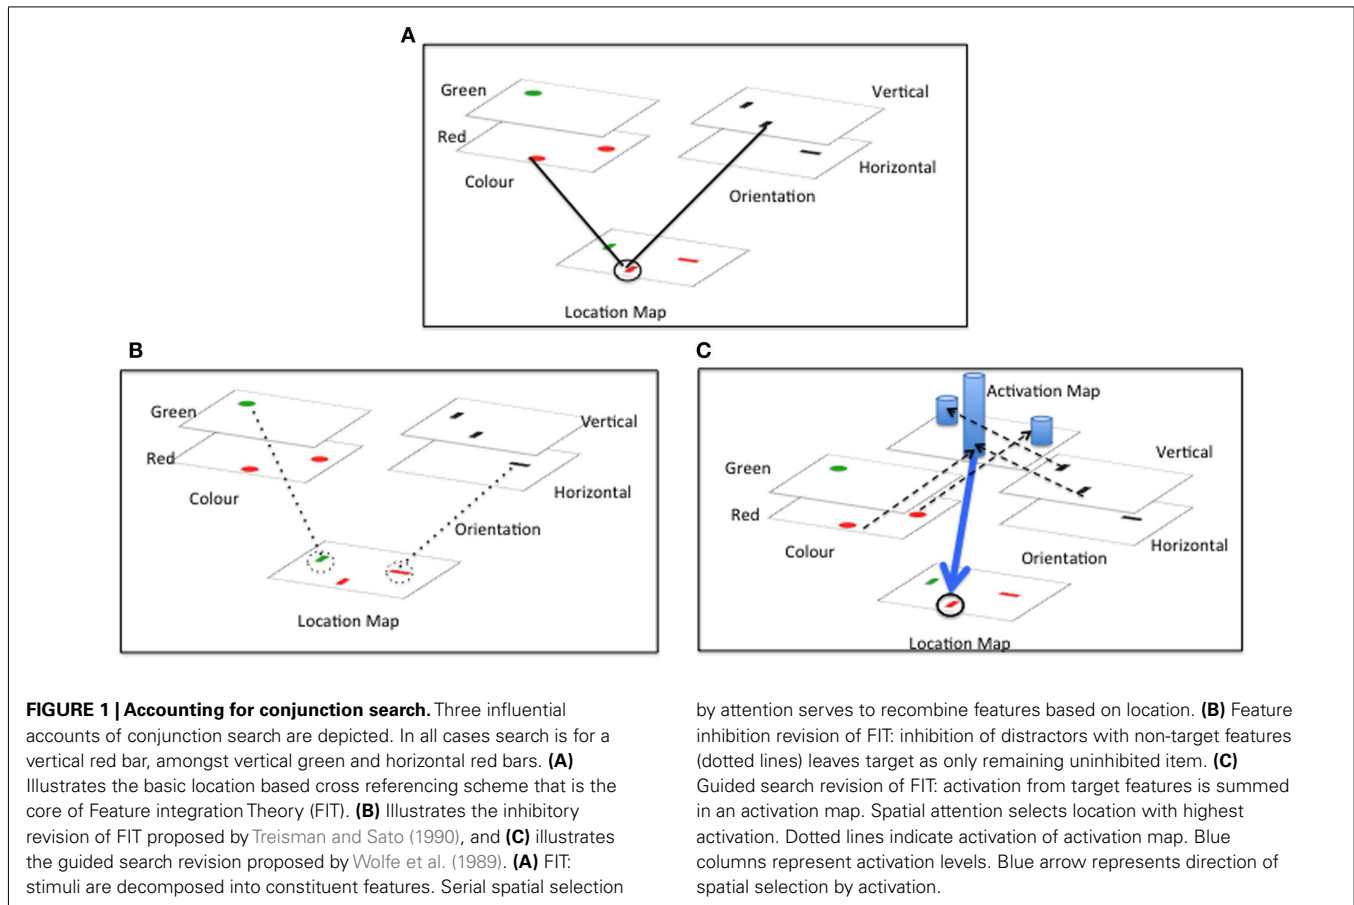 A
Green
Vertical
Red
Horizontal
Colour
Orientation
Location Map
B
Green
Vertical
Red
Horizontal
Colour
Orientation
Location Map
C
Activation Map
Green
Vertical
Red
Horizontal
Colour
Orientation
Location Map
FIGURE 1 | Accounting for conjunction search. Three influential
accounts of conjunction search are depicted. In all cases search is for a
vertical red bar, amongst vertical green and horizontal red bars. (A)
Illustrates the basic location based cross referencing scheme that is the
core of Feature integration Theory (FIT). (B) Illustrates the inhibitory
revision of FIT proposed by Treisman and Sato (1990), and (C) illustrates
the guided search revision proposed by Wolfe et al. (1989). (A) FIT:
stimuli are decomposed into constituent features. Serial spatial selection
by attention serves to recombine features based on location. (B) Feature
inhibition revision of FIT: inhibition of distractors with non-target features
(dotted lines) leaves target as only remaining uninhibited item. (C)
Guided search revision of FIT: activation from target features is summed
in an activation map. Spatial attention selects location with highest
activation. Dotted lines indicate activation of activation map. Blue
columns represent activation levels. Blue arrow represents direction of
spatial selection by activation.